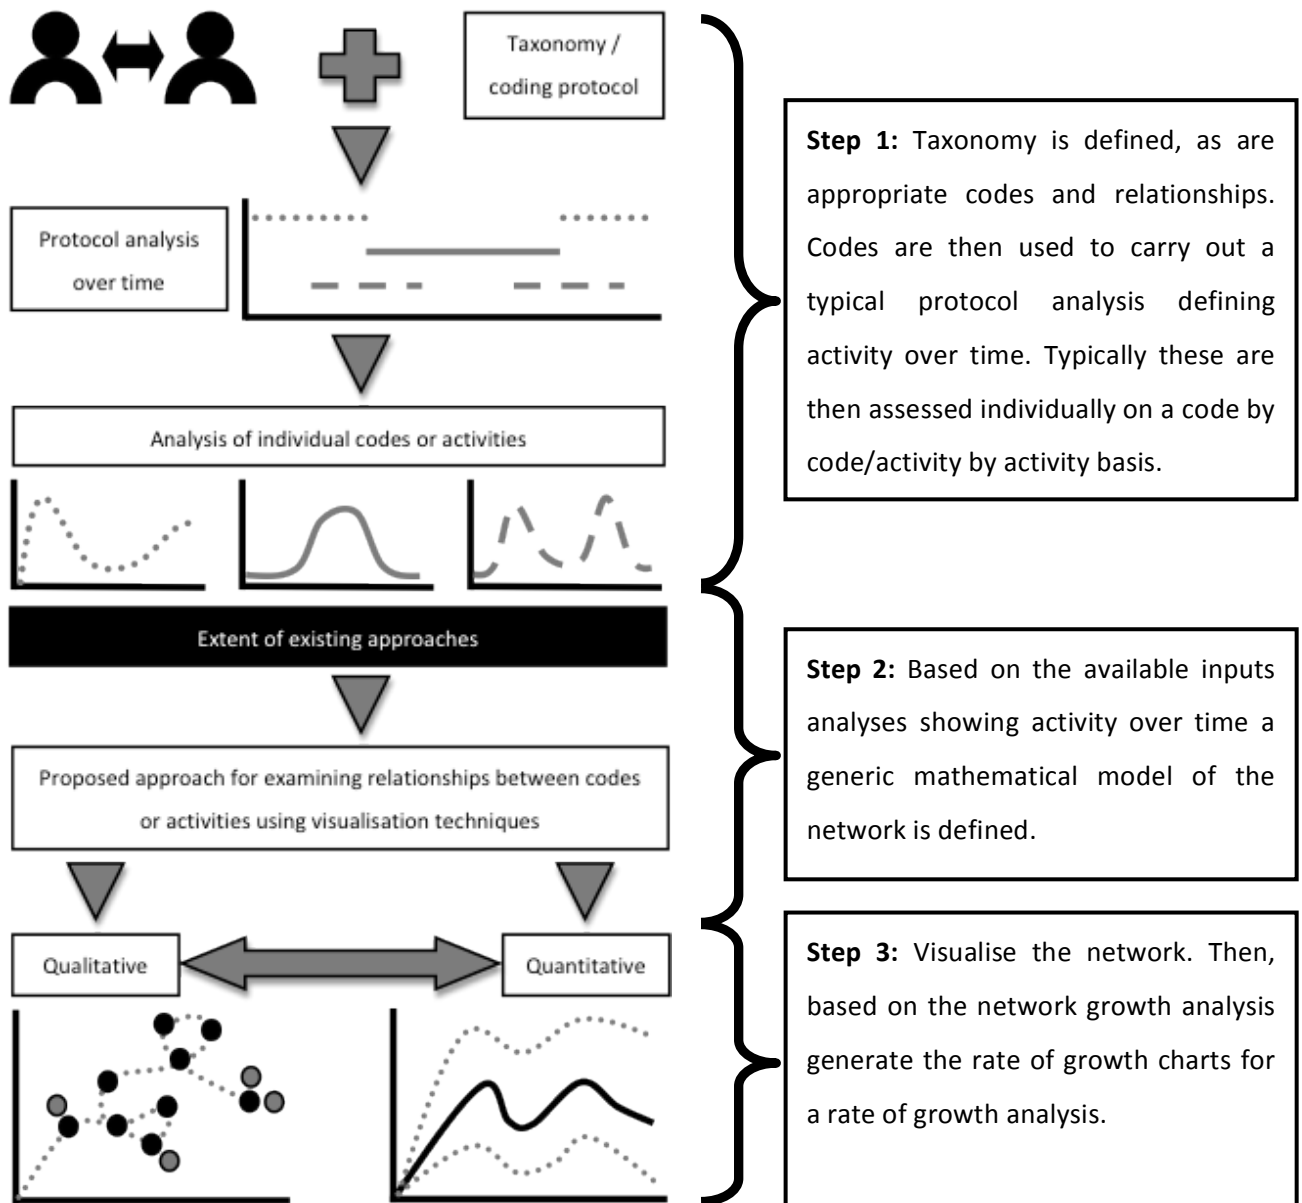 Taxonomy /
coding protocol
Protocol analysis
over time
Analysis of individual codes or activities
Extent of existing approaches
Proposed approach for examining relationships between codes
or activities using visualisation techniques
Qualitative
Quantitative
Step 1: Taxonomy is defined, as are
appropriate codes and relationships.
Codes are then used to carry out a
typical protocol analysis defining
activity over time. Typically these are
then assessed individually on a code by
code/activity by activity basis.
Step 2: Based on the available inputs
analyses showing activity over time a
generic mathematical model of the
network is defined.
Step 3: Visualise the network. Then,
based on the network growth analysis
generate the rate of growth charts for
a rate of growth analysis.